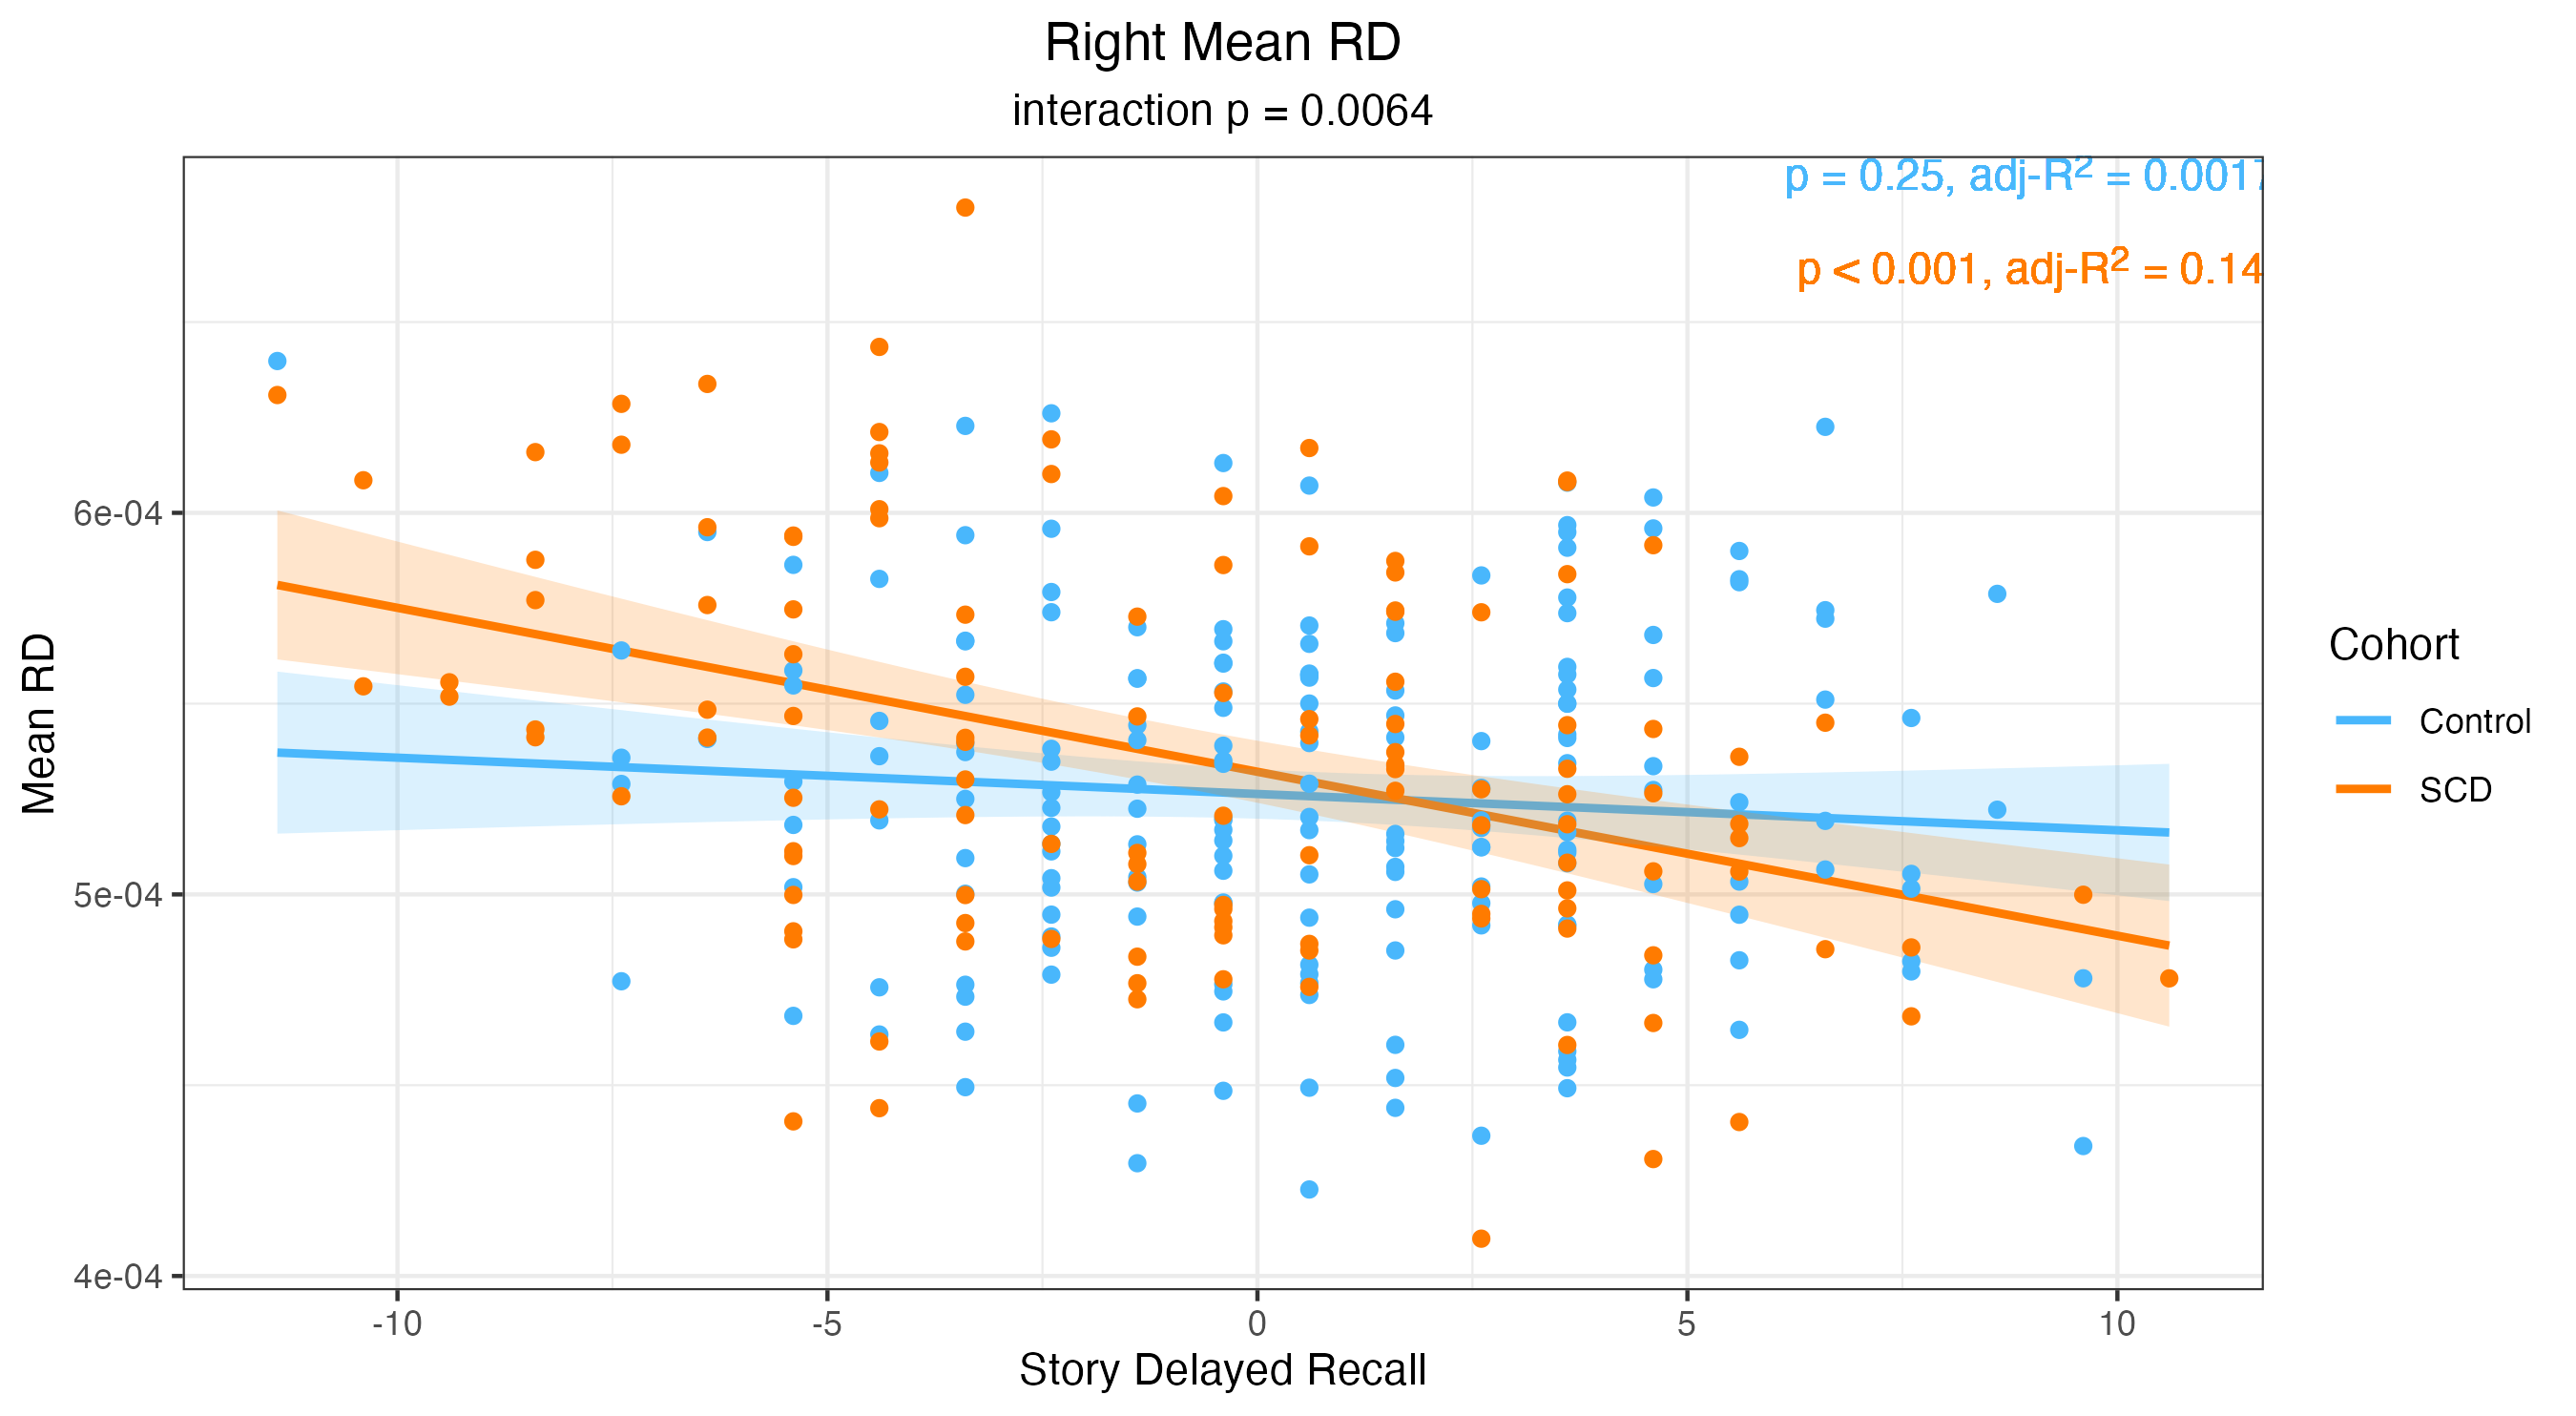 Right Mean RD
interaction p = 0.0064
p = 0.25, adj-R² = 0.0017
p < 0.001, adj-R² = 0.14
6e-04
5e-04
4e-04
Mean RD
-10 -5 0 5 10
Story Delayed Recall
Cohort
Control
SCD